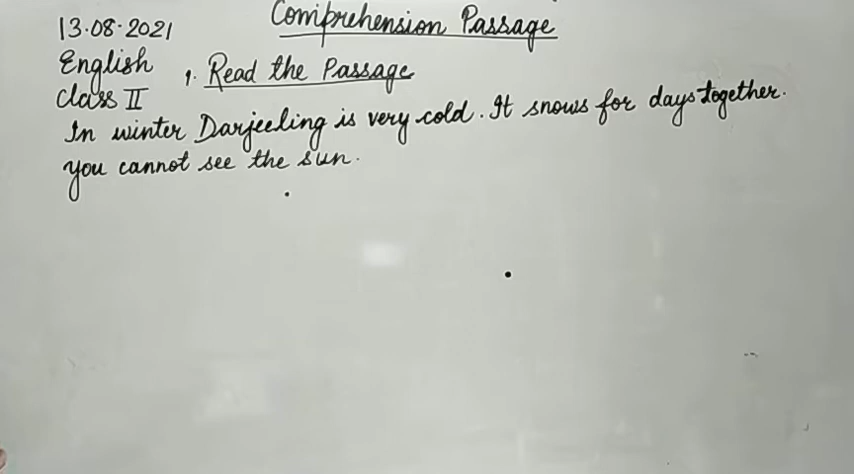 Comprehension Passage
13.08.2021
English
Class II
1. Read the Passage
In winter Darjeeling is very cold. It snows for days together.
You cannot see the sun.